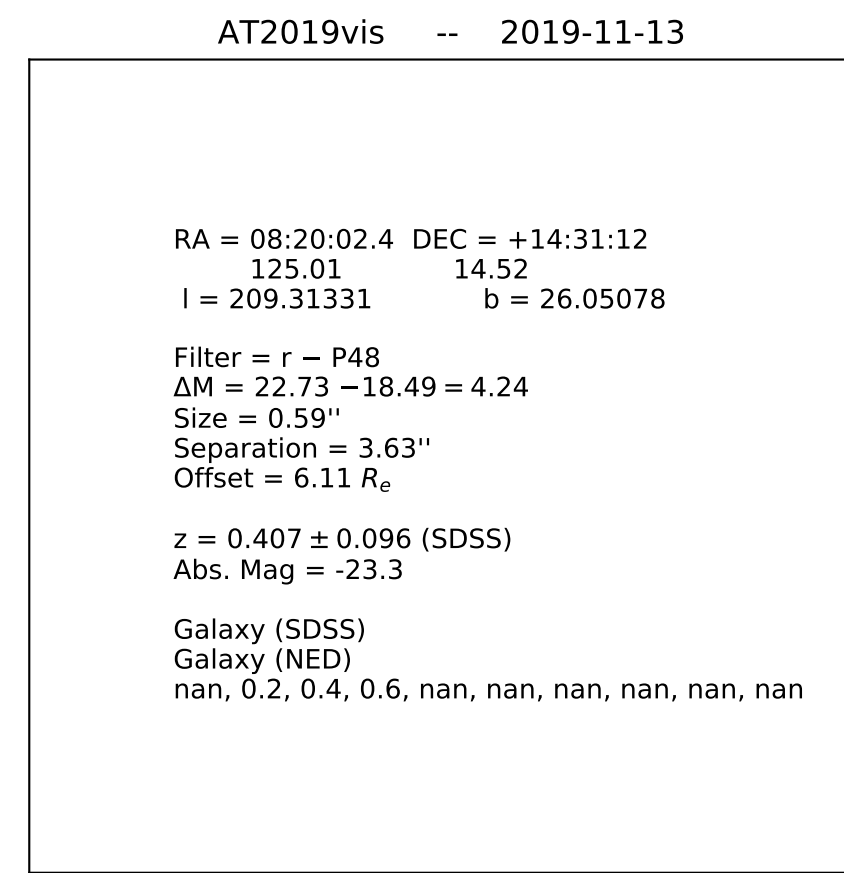 AT2019vis -- 2019-11-13
RA = 08:20:02.4 DEC = +14:31:12
125.01 14.52
l = 209.31331 b = 26.05078
Filter = r − P48
ΔM = 22.73 −18.49 = 4.24
Size = 0.59''
Separation = 3.63''
Offset = 6.11 Rₑ
z = 0.407 ± 0.096 (SDSS)
Abs. Mag = -23.3
Galaxy (SDSS)
Galaxy (NED)
nan, 0.2, 0.4, 0.6, nan, nan, nan, nan, nan, nan